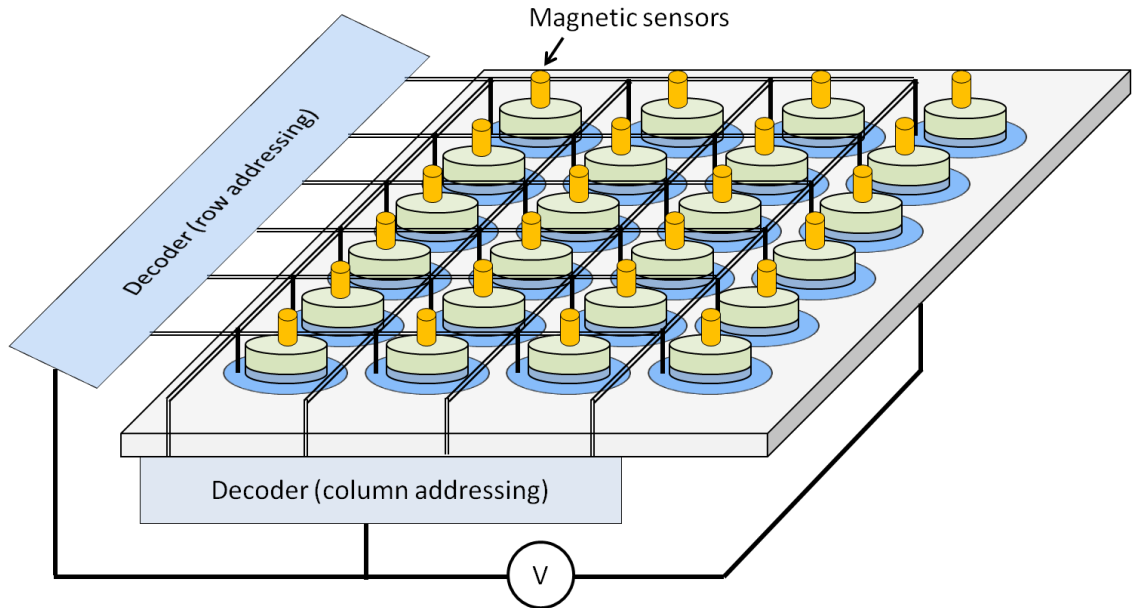 Magnetic sensors
Decoder (row addressing)
Decoder (column addressing)
V